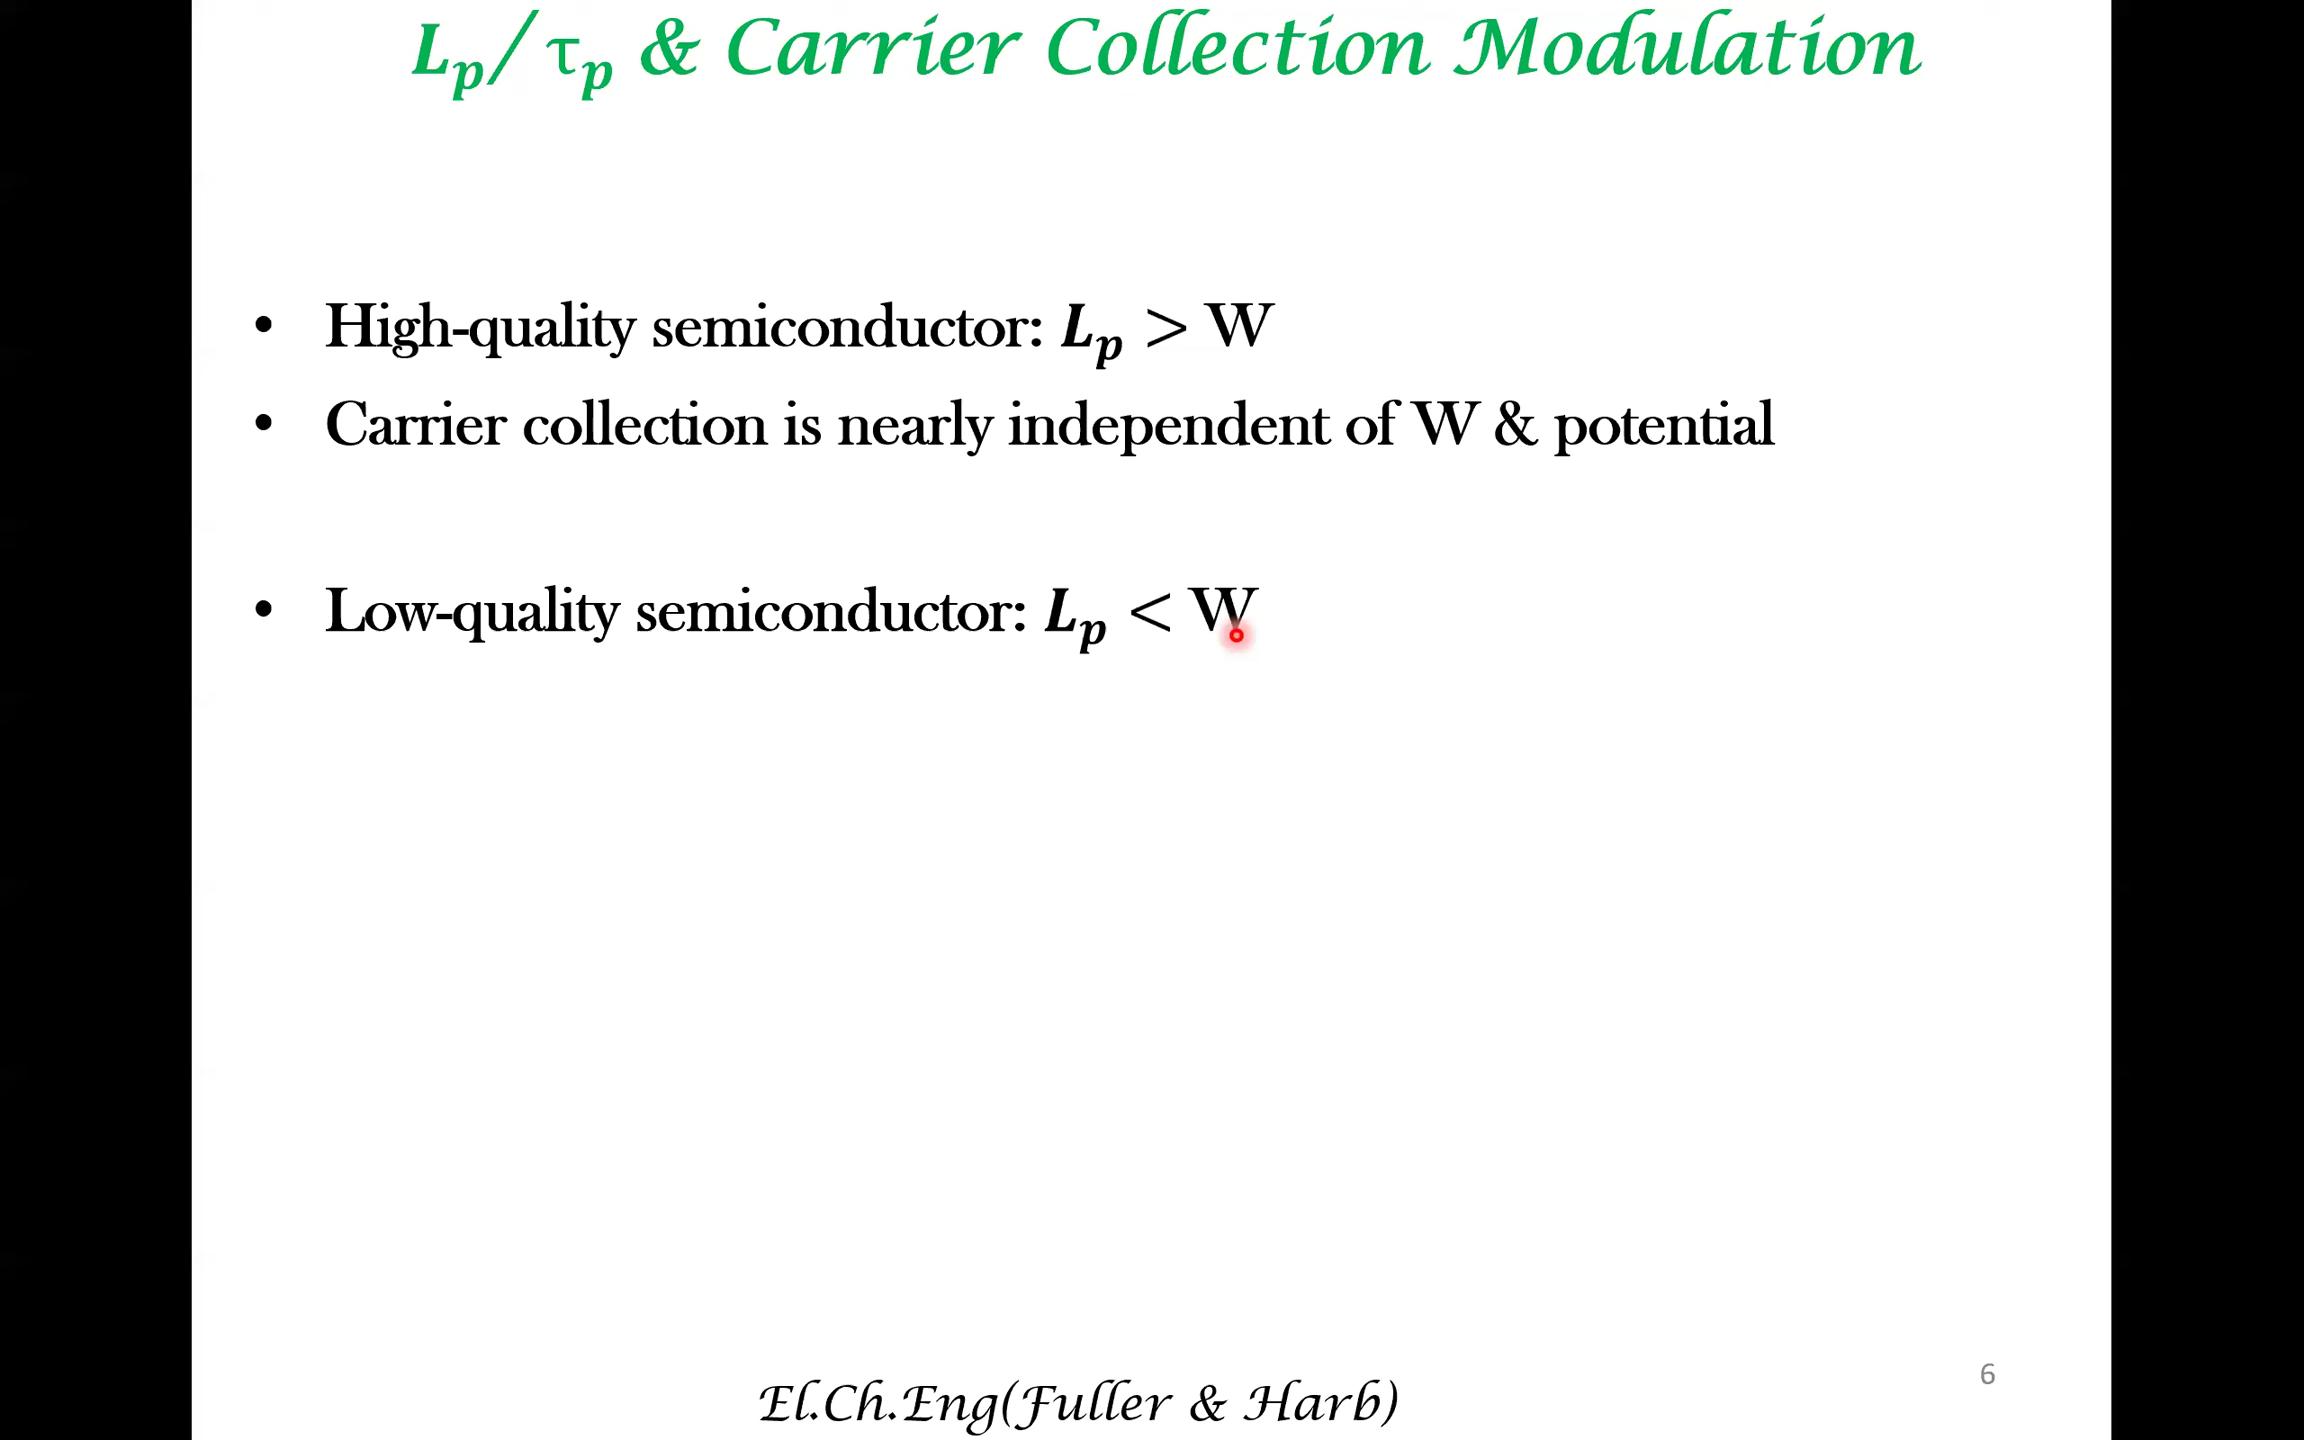 Lₚ/ τₚ & Carrier Collection Modulation
• High-quality semiconductor: Lₚ > W
• Carrier collection is nearly independent of W & potential
• Low-quality semiconductor: Lₚ < W
El.Ch.Eng(Fuller & Harb)
6